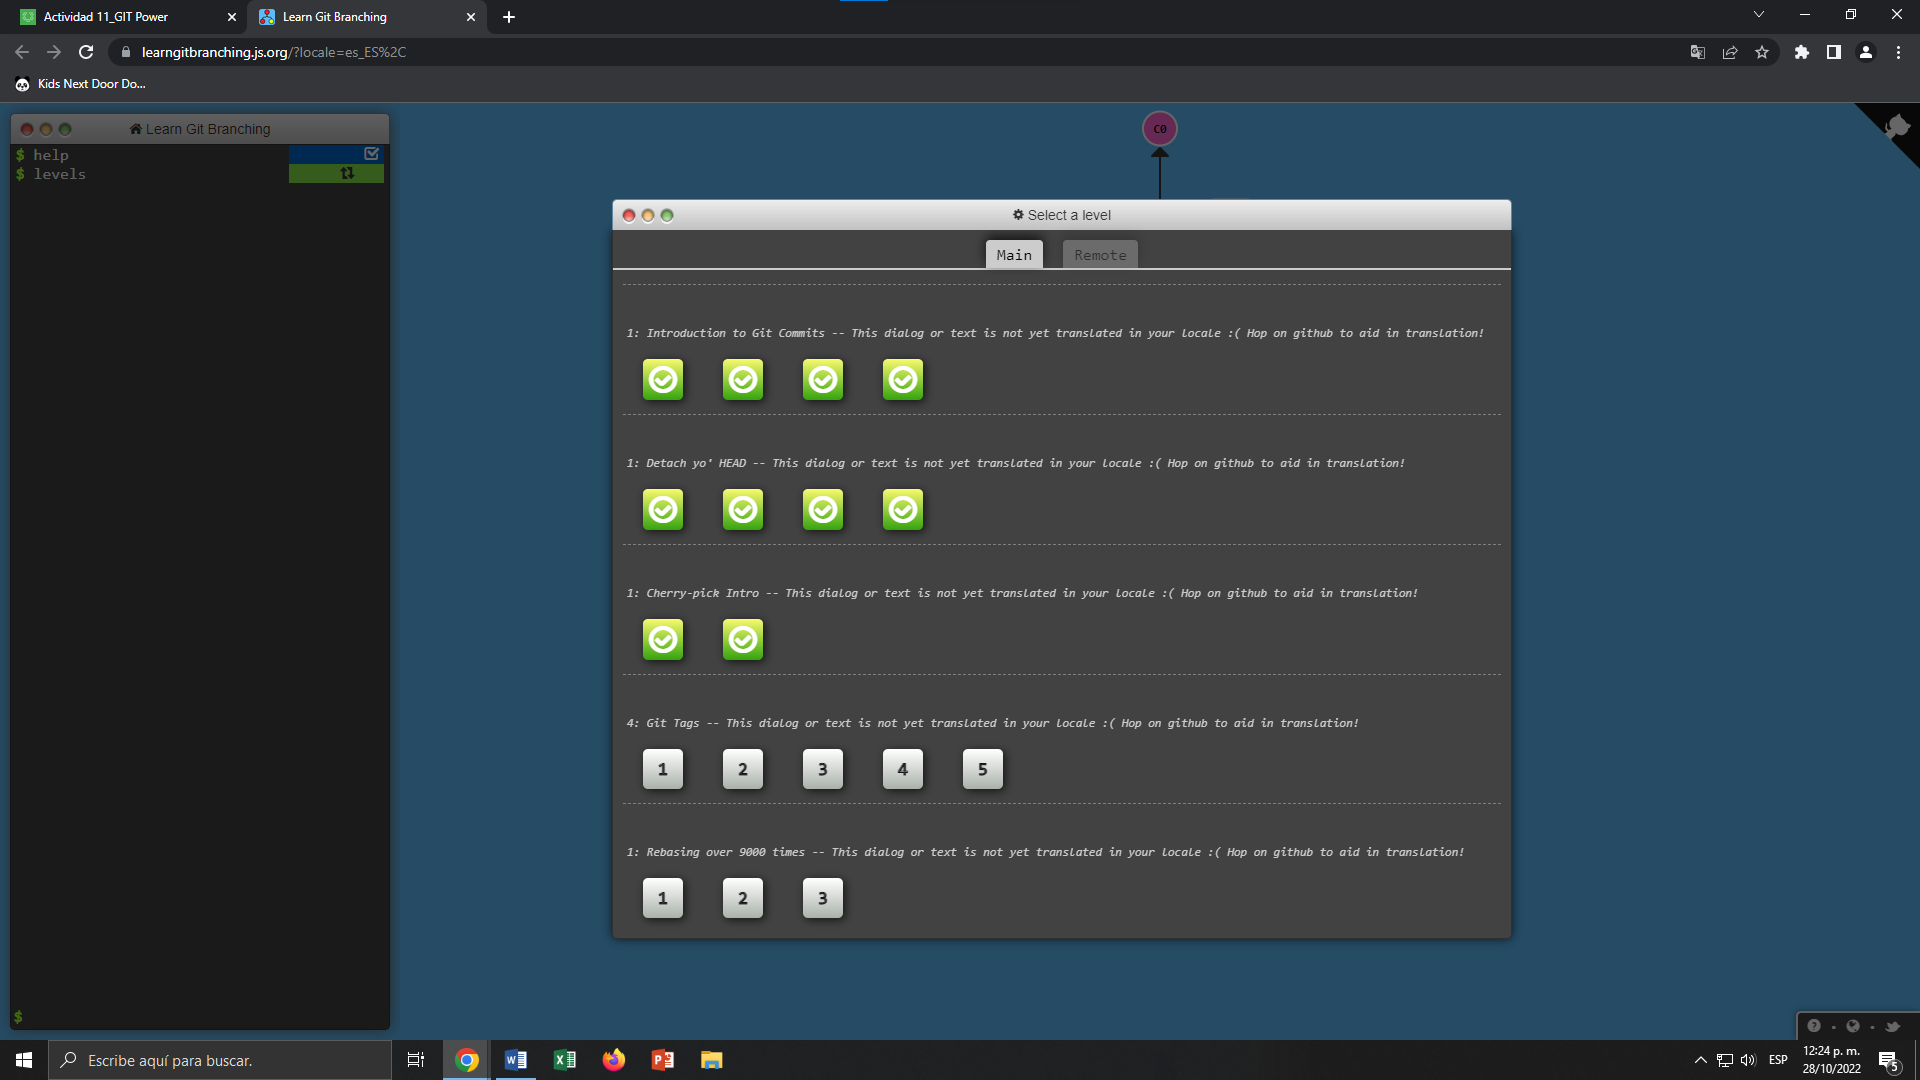 Actividad 11_GIT Power
Learn Git Branching
learngitbranching.js.org/?locale=es_ES%2C
Kids Next Door Do...
Learn Git Branching
$ help
$ levels
$
C0
Select a level
Main Remote
1: Introduction to Git Commits -- This dialog or text is not yet translated in your locale :( Hop on github to aid in translation!
1: Detach yo' HEAD -- This dialog or text is not yet translated in your locale :( Hop on github to aid in translation!
1: Cherry-pick Intro -- This dialog or text is not yet translated in your locale :( Hop on github to aid in translation!
4: Git Tags -- This dialog or text is not yet translated in your locale :( Hop on github to aid in translation!
1 2 3 4 5
1: Rebasing over 9000 times -- This dialog or text is not yet translated in your locale :( Hop on github to aid in translation!
1 2 3
Escribe aquí para buscar.
ESP
12:24 p. m.
28/10/2022
5